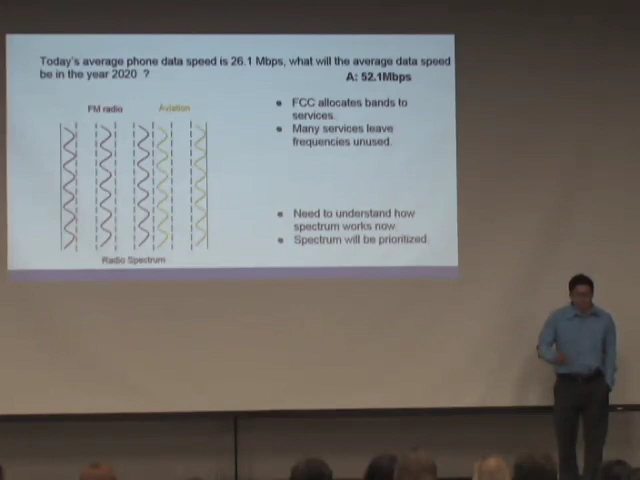 Today's average phone data speed is 26.1 Mbps, what will the average data speed
be in the year 2020 ?
A: 52.1Mbps
FM radio
Aviation
FCC allocates bands to
services.
Many services leave
frequencies unused.
Need to understand how
spectrum works now
Spectrum will be prioritized.
Radio Spectrum